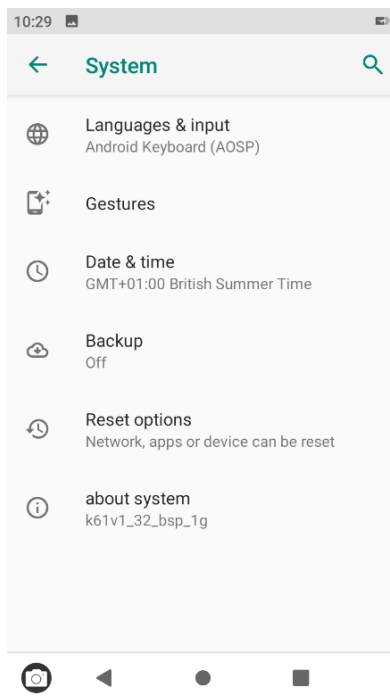 10:29
System
Languages & input
Android Keyboard (AOSP)
Gestures
Date & time
GMT+01:00 British Summer Time
Backup
Off
Reset options
Network, apps or device can be reset
about system
k61v1_32_bsp_1g